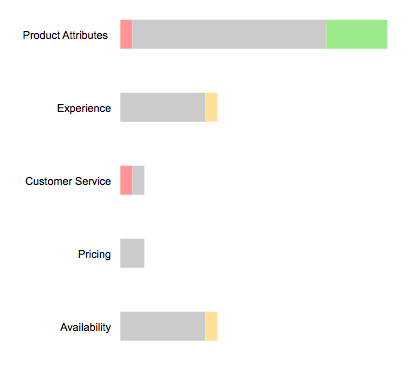 Product Attributes
Experience
Customer Service
Pricing
Availability